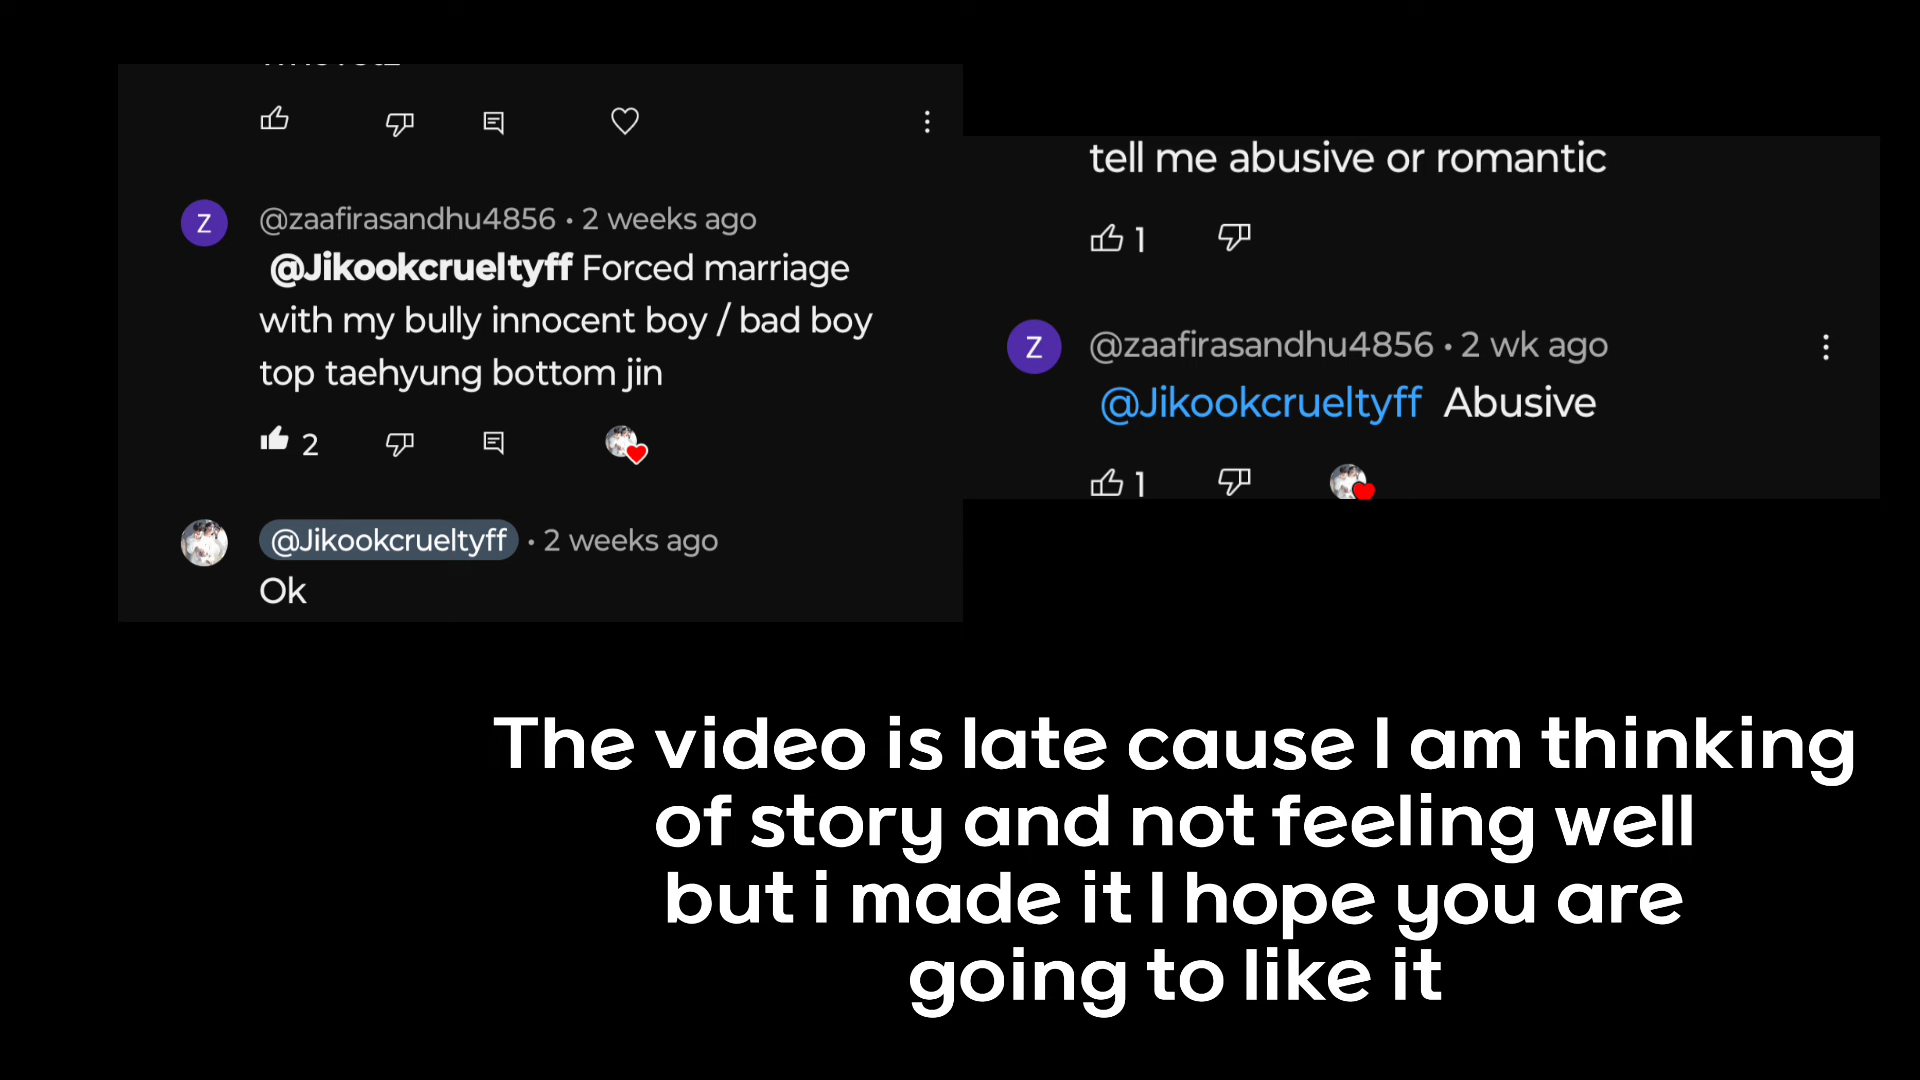 Z
@zaafirasandhu4856 • 2 weeks ago
@Jikookcrueltyff Forced marriage
with my bully innocent boy / bad boy
top taehyung bottom jin
2
@Jikookcrueltyff • 2 weeks ago
Ok
tell me abusive or romantic
1
Z
@zaafirasandhu4856 • 2 wk ago
@Jikookcrueltyff Abusive
1
The video is late cause I am thinking
of story and not feeling well
but i made it I hope you are
going to like it